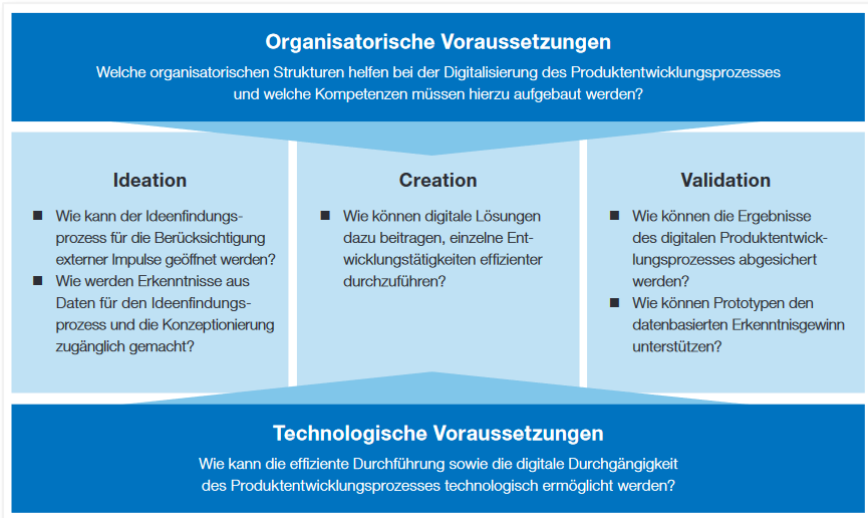 Organisatorische Voraussetzungen
Welche organisatorischen Strukturen helfen bei der Digitalisierung des Produktentwicklungsprozesses
und welche Kompetenzen müssen hierzu aufgebaut werden?
Ideation
■ Wie kann der Ideenfindungs-
prozess für die Berücksichtigung
externer Impulse geöffnet werden?
■ Wie werden Erkenntnisse aus
Daten für den Ideenfindungs-
prozess und die Konzeptionierung
zugänglich gemacht?
Creation
■ Wie können digitale Lösungen
dazu beitragen, einzelne Ent-
wicklungstätigkeiten effizienter
durchzuführen?
Validation
■ Wie können die Ergebnisse
des digitalen Produktentwick-
lungsprozesses abgesichert
werden?
■ Wie können Prototypen den
datenbasierten Erkenntnisgewinn
unterstützen?
Technologische Voraussetzungen
Wie kann die effiziente Durchführung sowie die digitale Durchgängigkeit
des Produktentwicklungsprozesses technologisch ermöglicht werden?